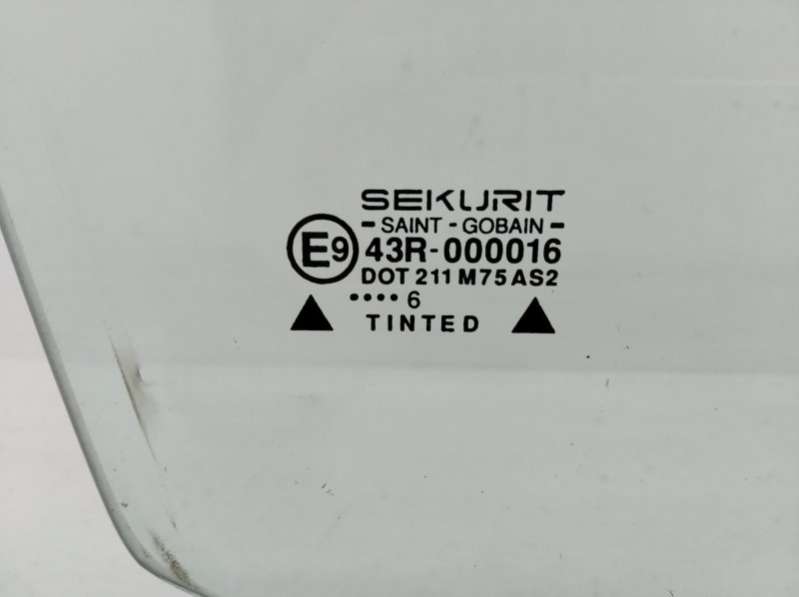 SEKURIT
- SAINT - GOBAIN -
E9 43R-000016
DOT 211 M75 AS2
•••• 6
▲ TINTED ▲